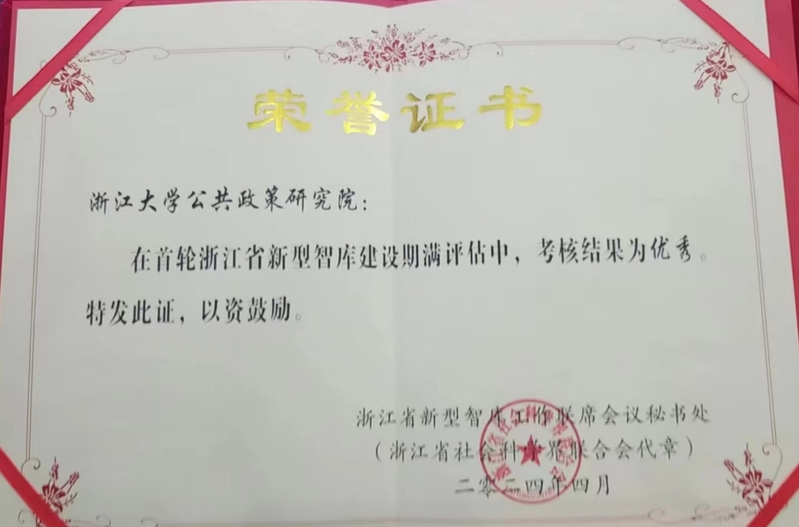 荣誉证书
浙江大学公共政策研究院：
在首轮浙江省新型智库建设期满评估中，考核结果为优秀。
特发此证，以资鼓励。
浙江省新型智库工作联席会议秘书处
（浙江省社会科学界联合会代章）
二零二四年四月